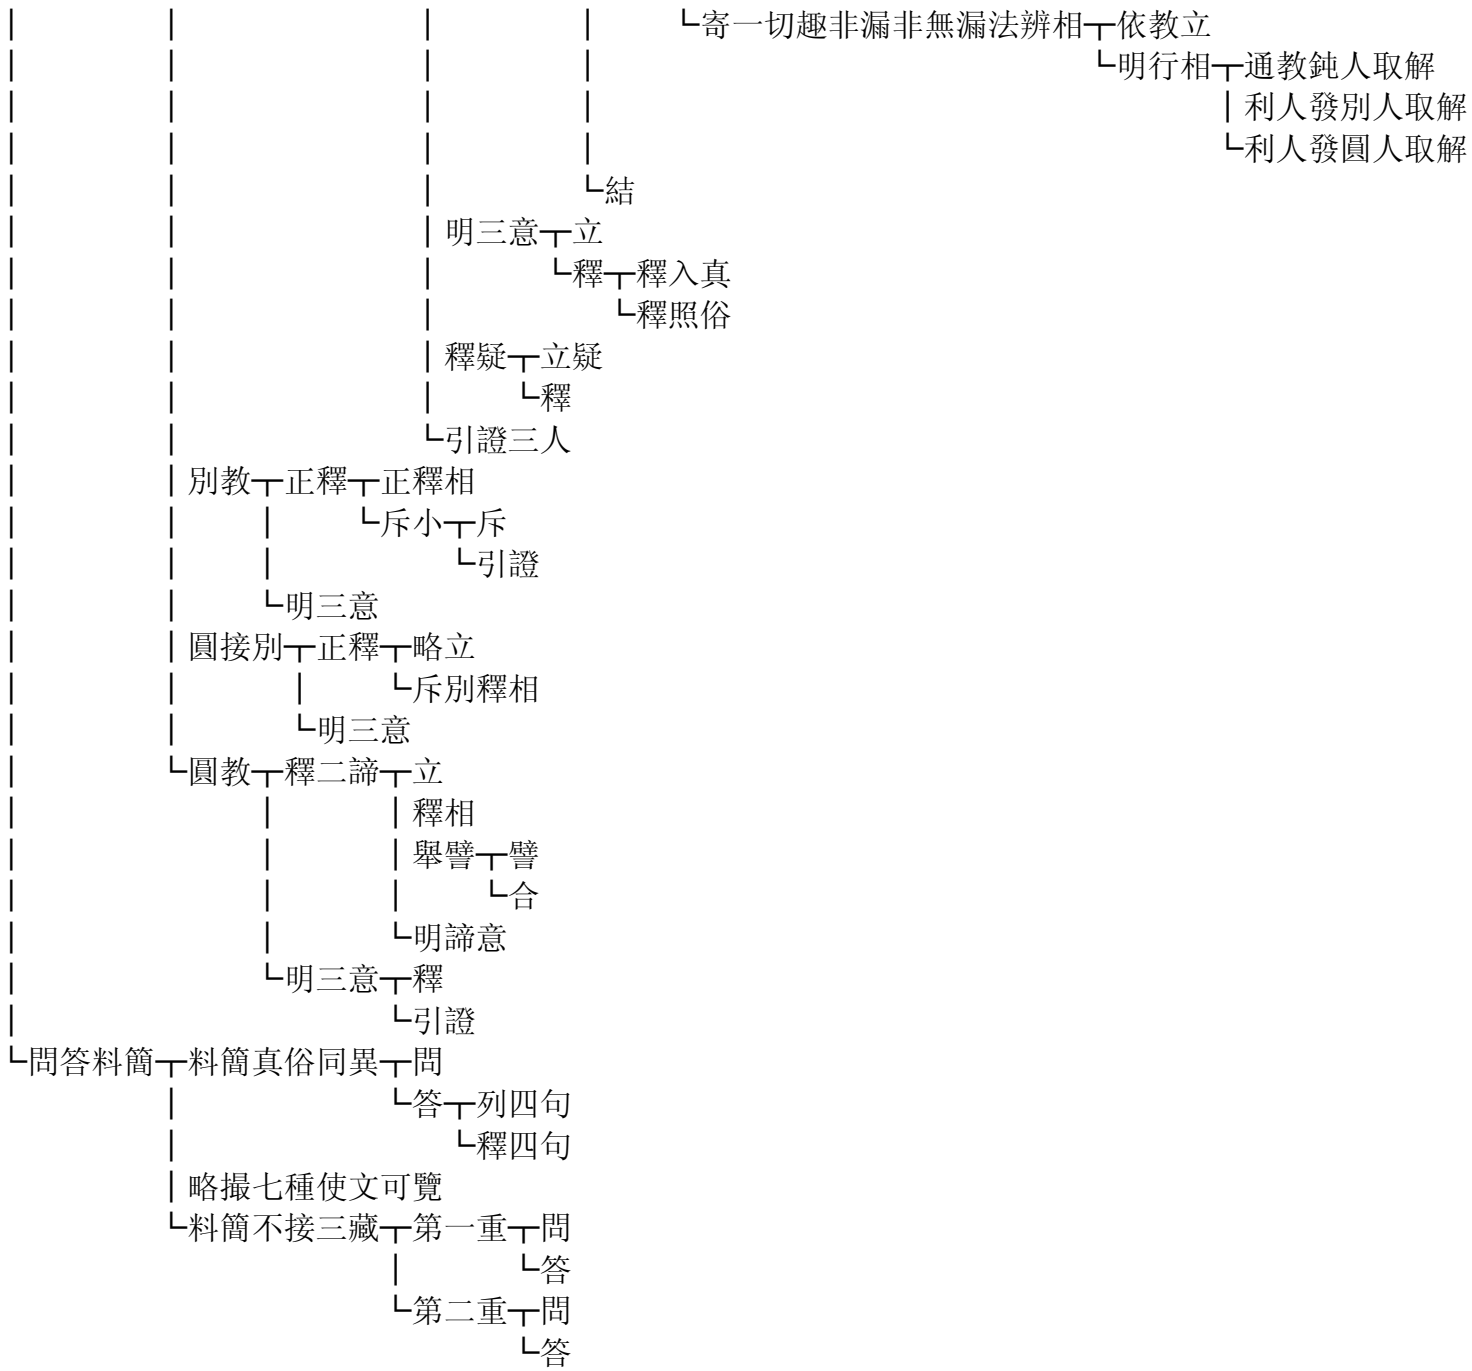 ｜　　　　｜　　　　　　　｜　　　　｜　　└寄一切趣非漏非無漏法辨相┬依教立
｜　　　　｜　　　　　　　｜　　　　｜　　　　　　　　　　　　　　└明行相┬通教鈍人取解
｜　　　　｜　　　　　　　｜　　　　｜　　　　　　　　　　　　　　　　　　｜利人發別人取解
｜　　　　｜　　　　　　　｜　　　　｜　　　　　　　　　　　　　　　　　　└利人發圓人取解
｜　　　　｜　　　　　　　｜　　　　└結
｜　　　　｜　　　　　　　｜明三意┬立
｜　　　　｜　　　　　　　｜　　　└釋┬釋入真
｜　　　　｜　　　　　　　｜　　　　　└釋照俗
｜　　　　｜　　　　　　　｜釋疑┬立疑
｜　　　　｜　　　　　　　｜　　└釋
｜　　　　｜　　　　　　　└引證三人
｜　　　　｜別教┬正釋┬正釋相
｜　　　　｜　　｜　　└斥小┬斥
｜　　　　｜　　｜　　　　　└引證
｜　　　　｜　　└明三意
｜　　　　｜圓接別┬正釋┬略立
｜　　　　｜　　　｜　　└斥別釋相
｜　　　　｜　　　└明三意
｜　　　　└圓教┬釋二諦┬立
｜　　　　　　　｜　　　｜釋相
｜　　　　　　　｜　　　｜舉譬┬譬
｜　　　　　　　｜　　　｜　　└合
｜　　　　　　　｜　　　└明諦意
｜　　　　　　　└明三意┬釋
｜　　　　　　　　　　　└引證
└問答料簡┬料簡真俗同異┬問
　　　　　｜　　　　　　└答┬列四句
　　　　　｜　　　　　　　　└釋四句
　　　　　｜略撮七種使文可覽
　　　　　└料簡不接三藏┬第一重┬問
　　　　　　　　　　　　｜　　　└答
　　　　　　　　　　　　└第二重┬問
　　　　　　　　　　　　　　　　└答